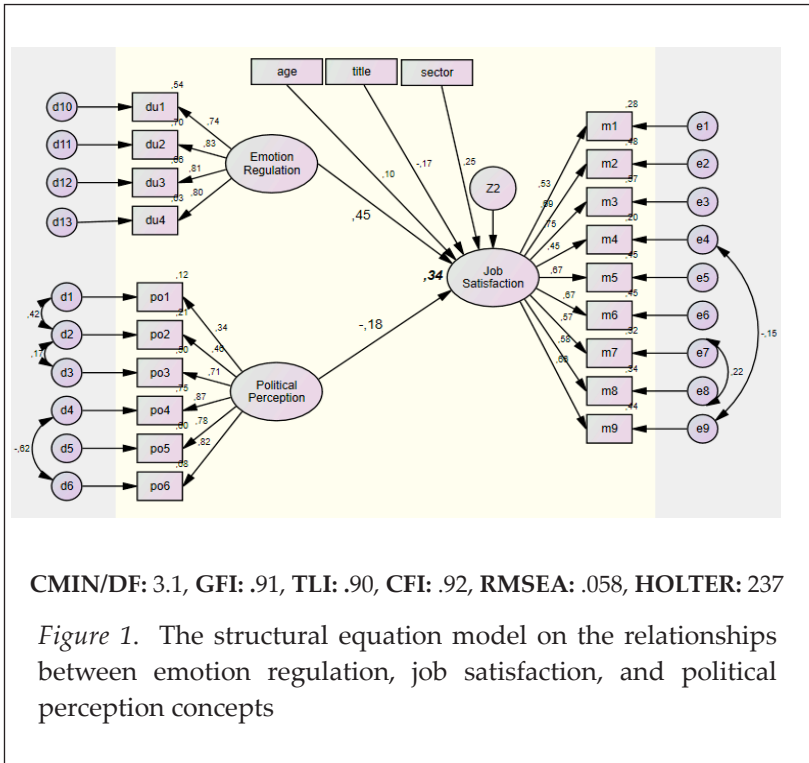 age title sector
,54
d10 du1
,74
,70
d11 du2
,83
,68
d12 du3
,81
,63
d13 du4
,80
Emotion
Regulation
,45
,10
-,17
,25
Z2
,34
Job
Satisfaction
,12
d1 po1
,34
,42
,21
d2 po2
,46
,17
,50
d3 po3
,71
,75
d4 po4
,87
,60
d5 po5
,78
-,62
,68
d6 po6
,82
Political
Perception
-,18
,28
m1 e1
,53
,48
m2 e2
,69
,57
m3 e3
,75
,20
m4 e4
,45
,45
m5 e5
,67
,45
m6 e6
,67
,32
m7 e7
,57
,34
m8 e8
,58
,44
m9 e9
,66
-,15
,22
CMIN/DF: 3.1, GFI: .91, TLI: .90, CFI: .92, RMSEA: .058, HOLTER: 237
Figure 1. The structural equation model on the relationships
between emotion regulation, job satisfaction, and political
perception concepts